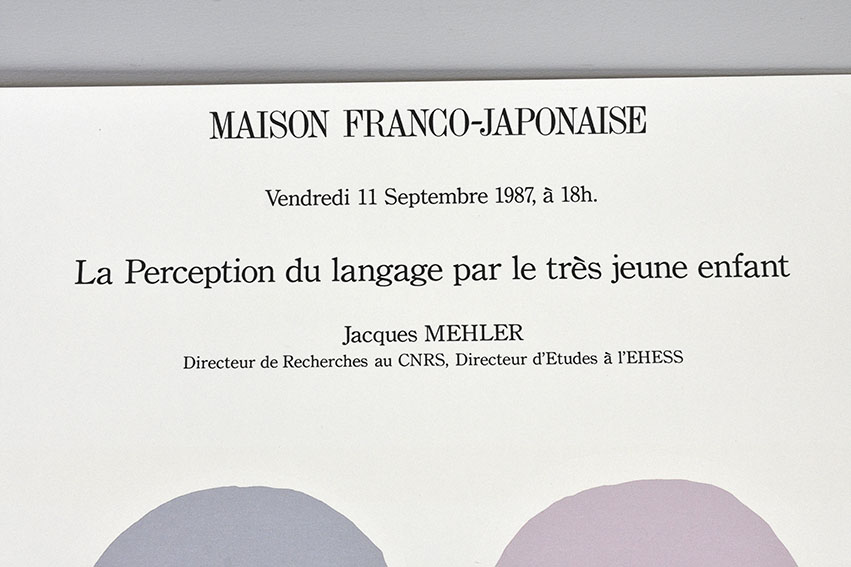 MAISON FRANCO-JAPONAISE
Vendredi 11 Septembre 1987, à 18h.
La Perception du langage par le très jeune enfant
Jacques MEHLER
Directeur de Recherches au CNRS, Directeur d'Etudes à l'EHESS